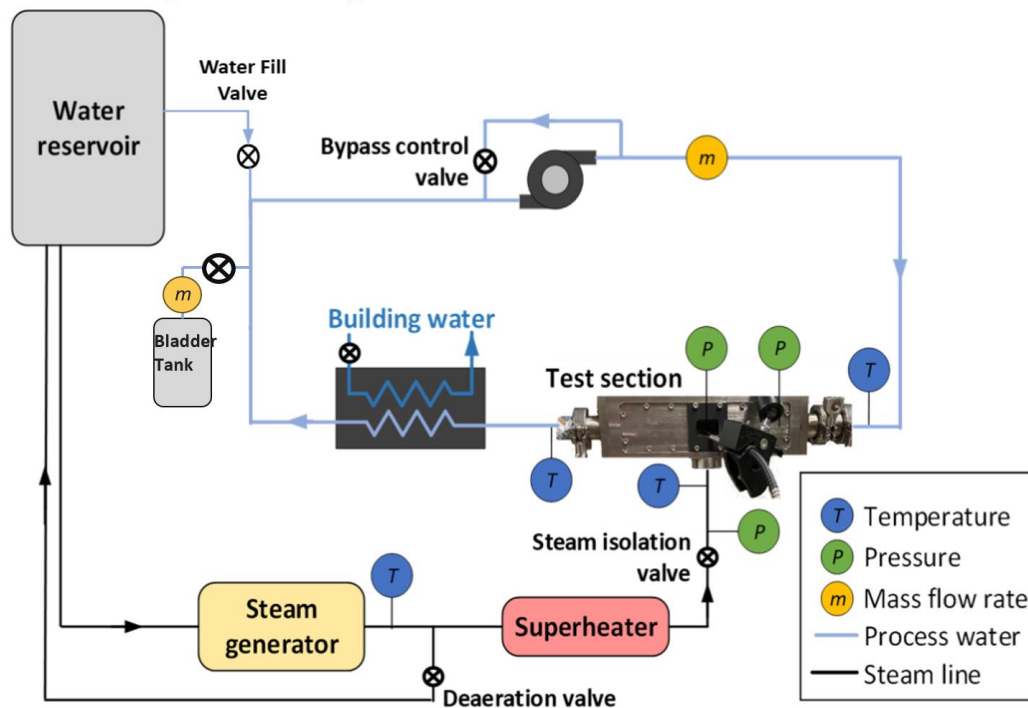 Water
reservoir
Water Fill
Valve
Bypass control
valve
m
m
Bladder
Tank
Building water
Test section
P
P
T
T
T
P
Steam isolation
valve
T
Steam
generator
Superheater
Deaeration valve
T Temperature
P Pressure
m Mass flow rate
Process water
Steam line